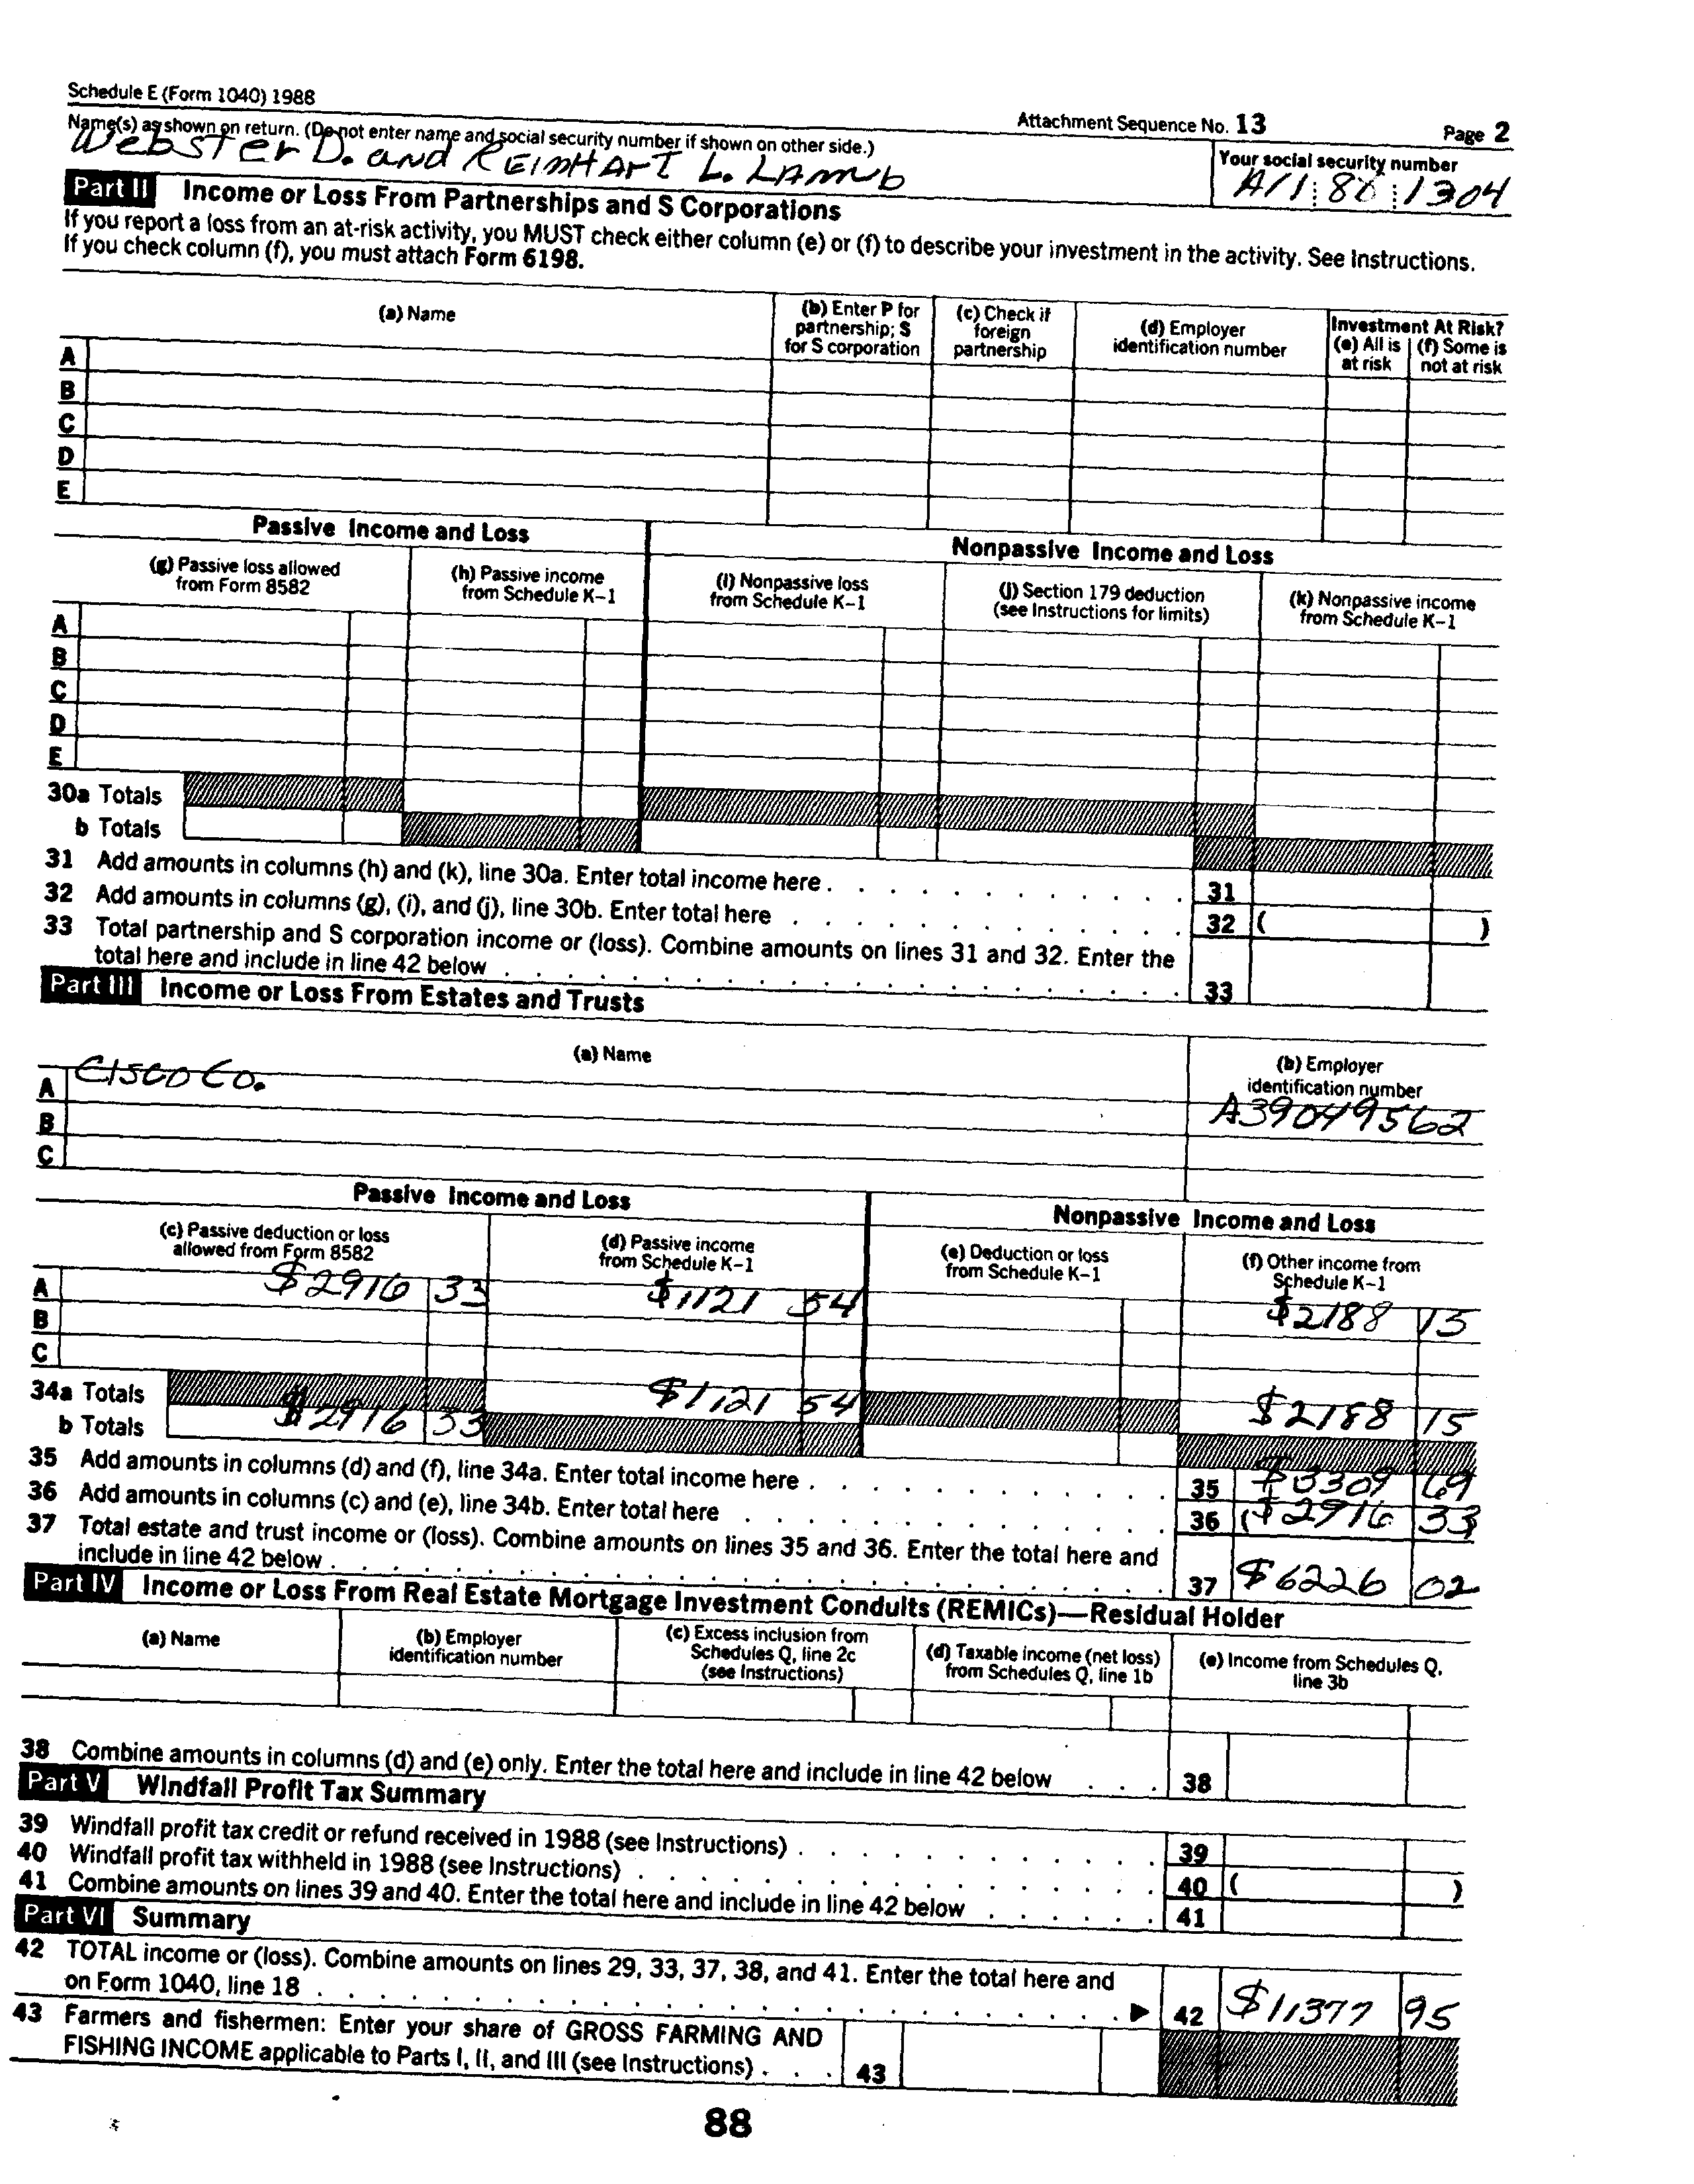 Schedule E (Form 1040) 1988
Attachment Sequence No. 13
Page 2
Name(s) as shown on return. (Do not enter name and social security number if shown on other side.)
Webster D. and REINHART L. LAMB
Your social security number
A11 8 1304
Part II Income or Loss From Partnerships and S Corporations
If you report a loss from an at-risk activity, you MUST check either column (e) or (f) to describe your investment in the activity. See Instructions.
If you check column (f), you must attach Form 6198.
(a) Name
(b) Enter P for partnership; S for S corporation
(c) Check if foreign partnership
(d) Employer identification number
Investment At Risk?
(e) All is at risk
(f) Some is not at risk
A
B
C
D
E
Passive Income and Loss
Nonpassive Income and Loss
(g) Passive loss allowed from Form 8582
(h) Passive income from Schedule K–1
(i) Nonpassive loss from Schedule K–1
(j) Section 179 deduction (see Instructions for limits)
(k) Nonpassive income from Schedule K–1
A
B
C
D
E
30a Totals
b Totals
31 Add amounts in columns (h) and (k), line 30a. Enter total income here . . . 31
32 Add amounts in columns (g), (i), and (j), line 30b. Enter total here . . . 32 ( )
33 Total partnership and S corporation income or (loss). Combine amounts on lines 31 and 32. Enter the
total here and include in line 42 below . . . 33
Part III Income or Loss From Estates and Trusts
(a) Name
(b) Employer identification number
A CISCO Co. A39049562
B
C
Passive Income and Loss
Nonpassive Income and Loss
(c) Passive deduction or loss allowed from Form 8582
(d) Passive income from Schedule K–1
(e) Deduction or loss from Schedule K–1
(f) Other income from Schedule K–1
A $2916 33 $1121 54 $2188 15
B
C
34a Totals $1121 54 $2188 15
b Totals $2916 33
35 Add amounts in columns (d) and (f), line 34a. Enter total income here . . . 35 $3309 69
36 Add amounts in columns (c) and (e), line 34b. Enter total here . . . 36 ($2916 33)
37 Total estate and trust income or (loss). Combine amounts on lines 35 and 36. Enter the total here and
include in line 42 below . . . 37 $6226 02
Part IV Income or Loss From Real Estate Mortgage Investment Conduits (REMICs)—Residual Holder
(a) Name
(b) Employer identification number
(c) Excess inclusion from Schedules Q, line 2c (see Instructions)
(d) Taxable income (net loss) from Schedules Q, line 1b
(e) Income from Schedules Q, line 3b
38 Combine amounts in columns (d) and (e) only. Enter the total here and include in line 42 below . . . 38
Part V Windfall Profit Tax Summary
39 Windfall profit tax credit or refund received in 1988 (see Instructions) . . . 39
40 Windfall profit tax withheld in 1988 (see Instructions) . . . 40 ( )
41 Combine amounts on lines 39 and 40. Enter the total here and include in line 42 below . . . 41
Part VI Summary
42 TOTAL income or (loss). Combine amounts on lines 29, 33, 37, 38, and 41. Enter the total here and
on Form 1040, line 18 . . . ▶ 42 $11377 95
43 Farmers and fishermen: Enter your share of GROSS FARMING AND
FISHING INCOME applicable to Parts I, II, and III (see Instructions) . . . 43
88